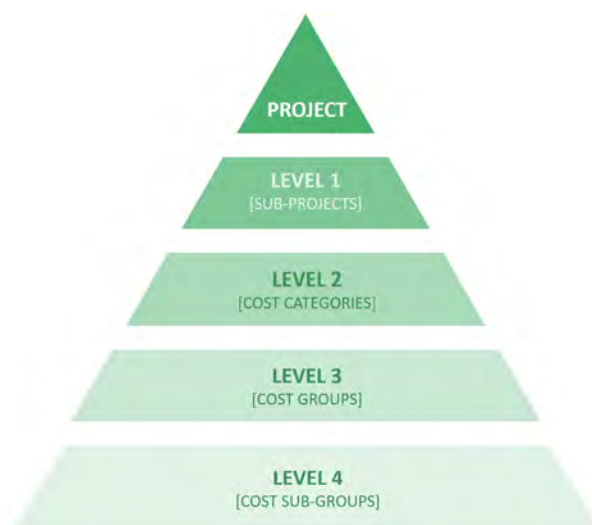 PROJECT
LEVEL 1
[SUB-PROJECTS]
LEVEL 2
[COST CATEGORIES]
LEVEL 3
[COST GROUPS]
LEVEL 4
[COST SUB-GROUPS]